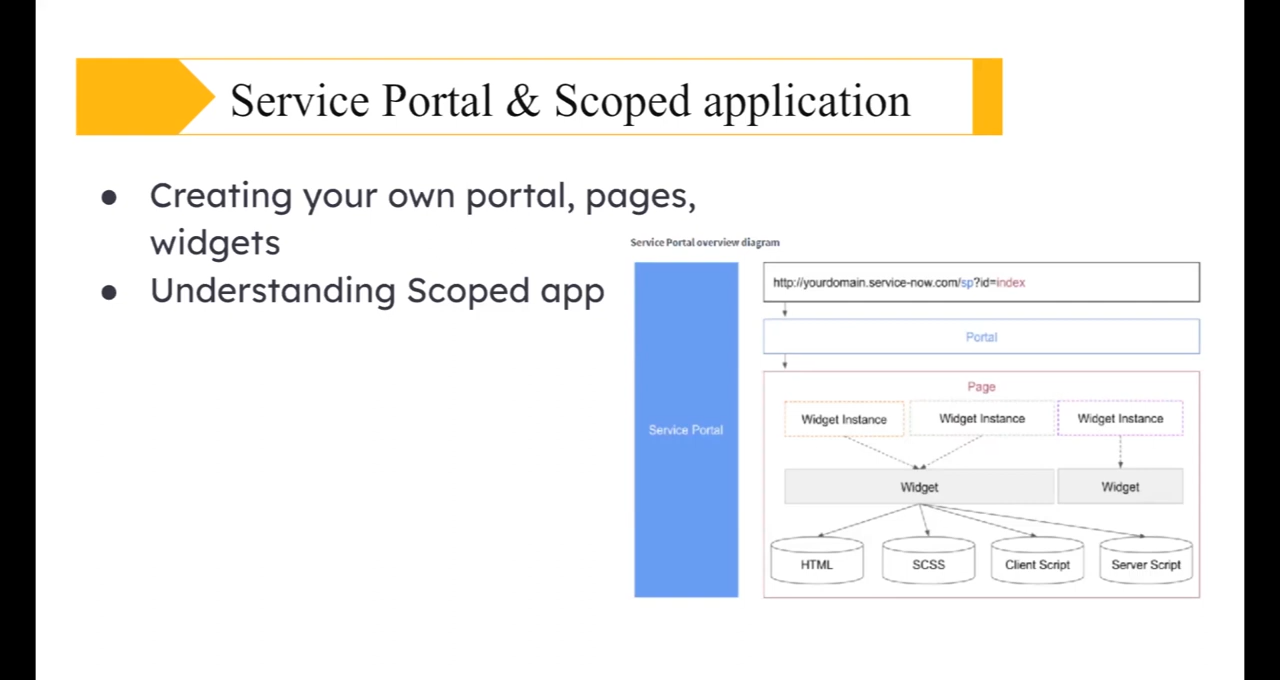 Service Portal & Scoped application
● Creating your own portal, pages,
widgets
● Understanding Scoped app
Service Portal overview diagram
Service Portal
http://yourdomain.service-now.com/sp?id=index
Portal
Page
Widget Instance
Widget Instance
Widget Instance
Widget
Widget
HTML
SCSS
Client Script
Server Script